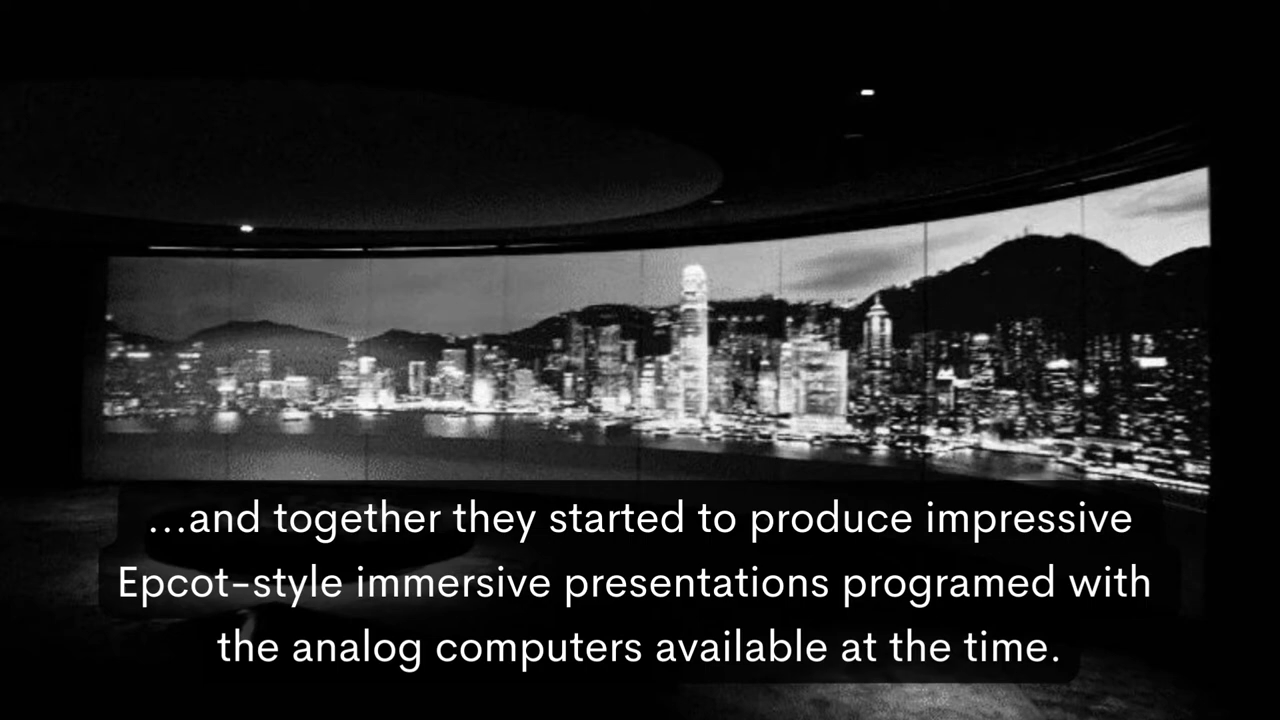 ...and together they started to produce impressive
Epcot-style immersive presentations programed with
the analog computers available at the time.